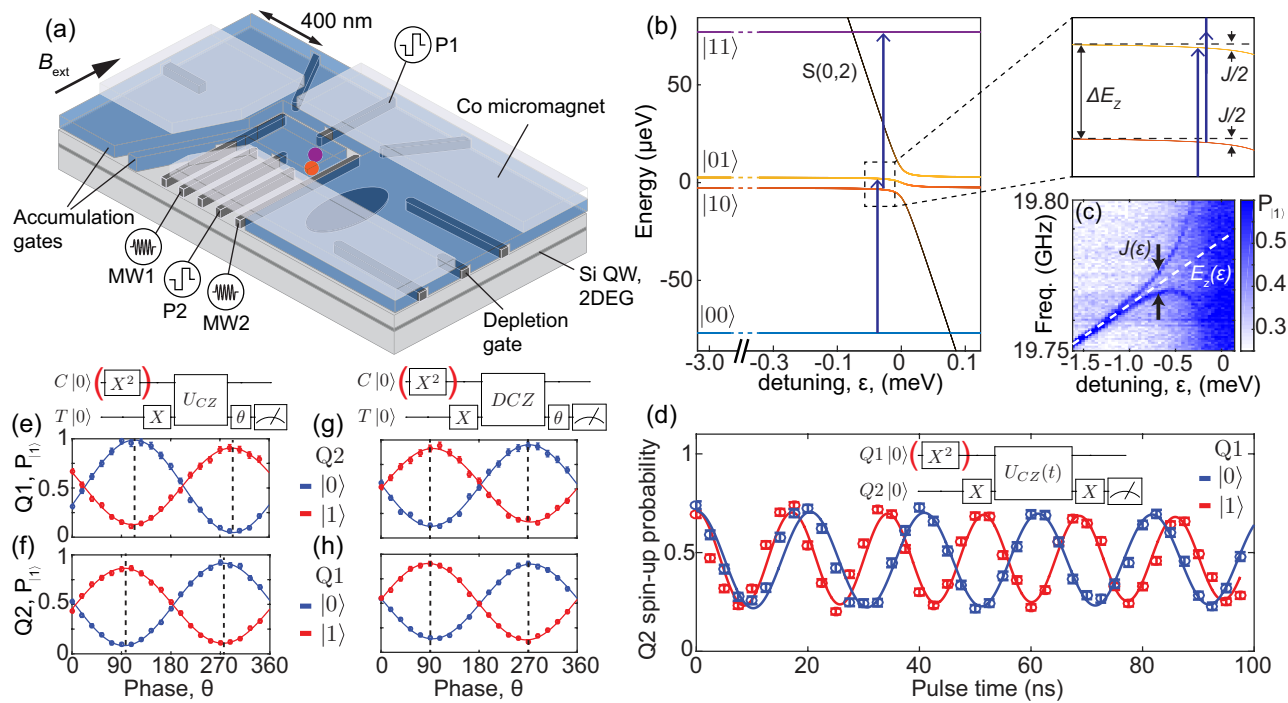 (a)
400 nm
P1
B_ext
Co micromagnet
Accumulation
gates
MW1
P2
MW2
Si QW,
2DEG
Depletion
gate
(b)
Energy (μeV)
50
0
-50
|11⟩
S(0,2)
|01⟩
|10⟩
|00⟩
-3.0
-0.1
0
0.1
detuning, ε, (meV)
J/2
ΔE_z
J/2
(c)
19.80
Freq. (GHz)
19.75
J(ε)
E_z(ε)
P_|1⟩
0.5
0.4
0.3
-1.5 -1.0 -0.5 0
detuning, ε, (meV)
C |0⟩ ( X² )
U_CZ
T |0⟩ X θ
C |0⟩ ( X² )
DCZ
T |0⟩ X θ
(e)
Q1, P_|1⟩
1
0.5
0
(g)
Q2
|0⟩
|1⟩
(f)
Q2, P_|1⟩
1
0.5
0
(h)
Q1
|0⟩
|1⟩
0 90 180 270 360
Phase, θ
0 90 180 270 360
Phase, θ
(d)
Q2 spin-up probability
1.0
0.5
0
Q1 |0⟩ ( X² )
U_CZ(t)
Q2 |0⟩ X X
Q1
|0⟩
|1⟩
0 20 40 60 80 100
Pulse time (ns)